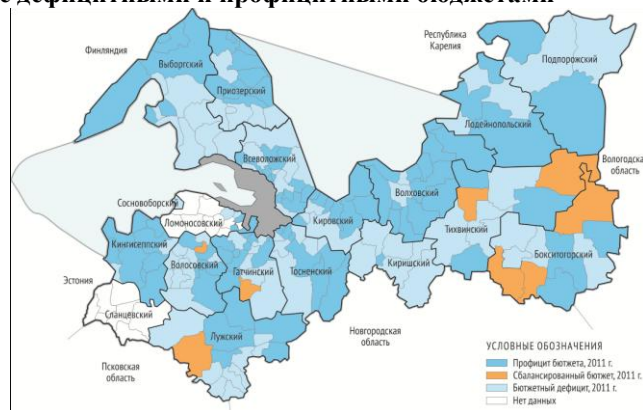 с дефицитными и профицитными бюджетами
Финляндия
Выборгский
Приозерский
Республика
Карелия
Подпорожский
Лодейнопольский
Всеволожский
Вологодская
область
Сосновоборский
Ломоносовский
Кировский
Волховский
Тихвинский
Кингисеппский
Волосовский
Гатчинский
Тосненский
Киришский
Бокситогорский
Эстония
Сланцевский
Лужский
Новгородская
область
Псковская
область
УСЛОВНЫЕ ОБОЗНАЧЕНИЯ
Профицит бюджета, 2011 г.
Сбалансированный бюджет, 2011 г.
Бюджетный дефицит, 2011 г.
Нет данных